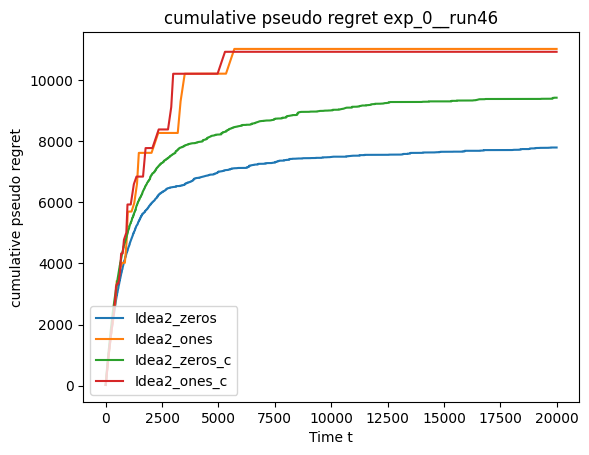 cumulative pseudo regret exp_0__run46
cumulative pseudo regret
10000
8000
6000
4000
2000
0
Idea2_zeros
Idea2_ones
Idea2_zeros_c
Idea2_ones_c
0 2500 5000 7500 10000 12500 15000 17500 20000
Time t